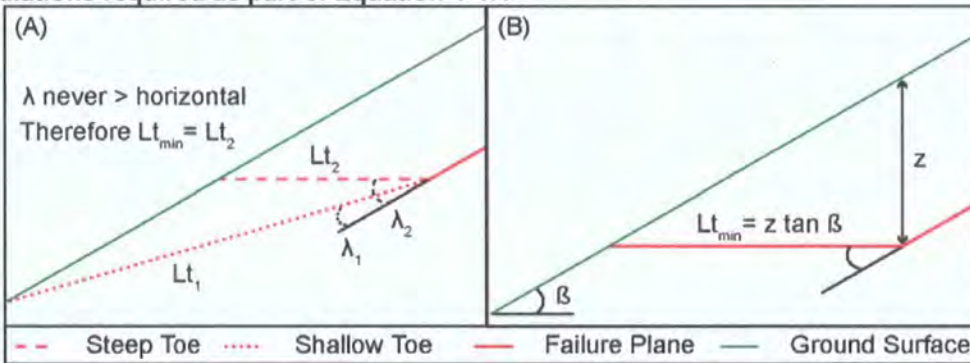 (A)
λ never > horizontal
Therefore Lt_min = Lt_2
Lt_2
λ_2
λ_1
Lt_1
(B)
z
Lt_min = z tan ß
ß
Steep Toe Shallow Toe Failure Plane Ground Surface